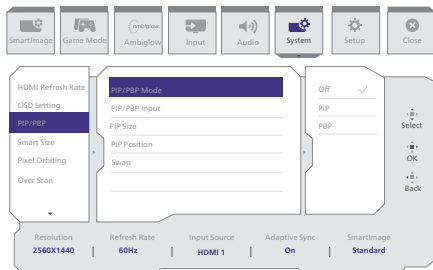 ambiglow
SmartImage
Game Mode
Ambiglow
Input
Audio
System
Setup
Close
HDMI Refresh Rate
OSD Setting
PIP/PBP
Smart Size
Pixel Orbiting
Over Scan
PIP/PBP Mode
PIP/PBP Input
PIP Size
PIP Position
Swap
Off
PIP
PBP
Select
OK
Back
Resolution Refresh Rate Input Source Adaptive Sync SmartImage
2560X1440 | 60Hz | HDMI 1 | On | Standard